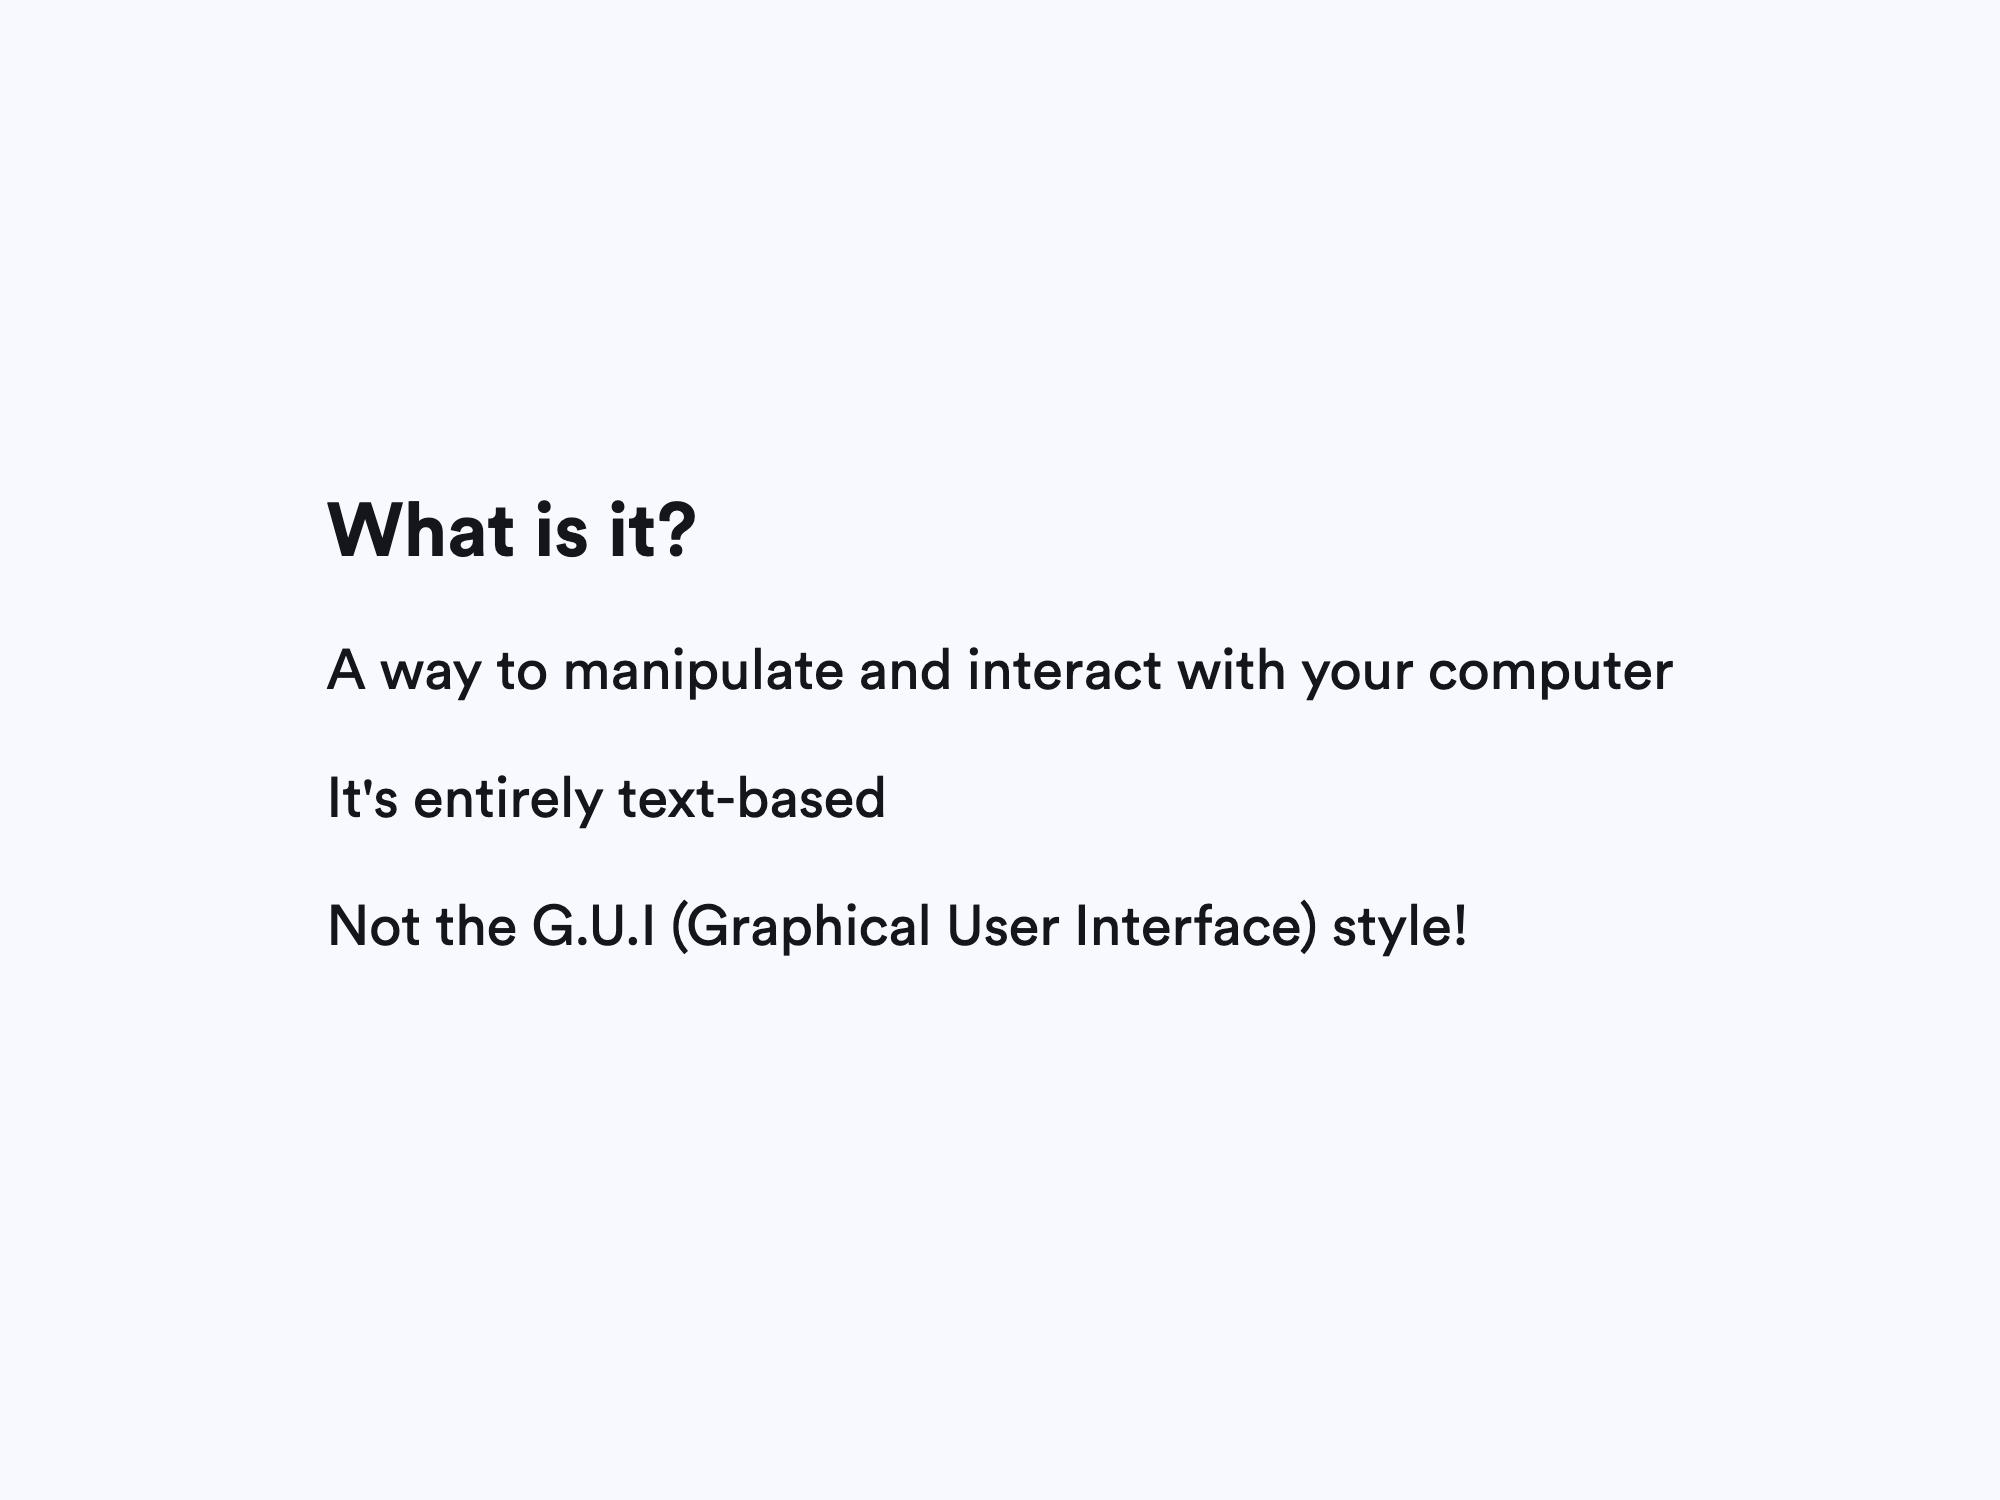 What is it?
A way to manipulate and interact with your computer
It's entirely text-based
Not the G.U.I (Graphical User Interface) style!